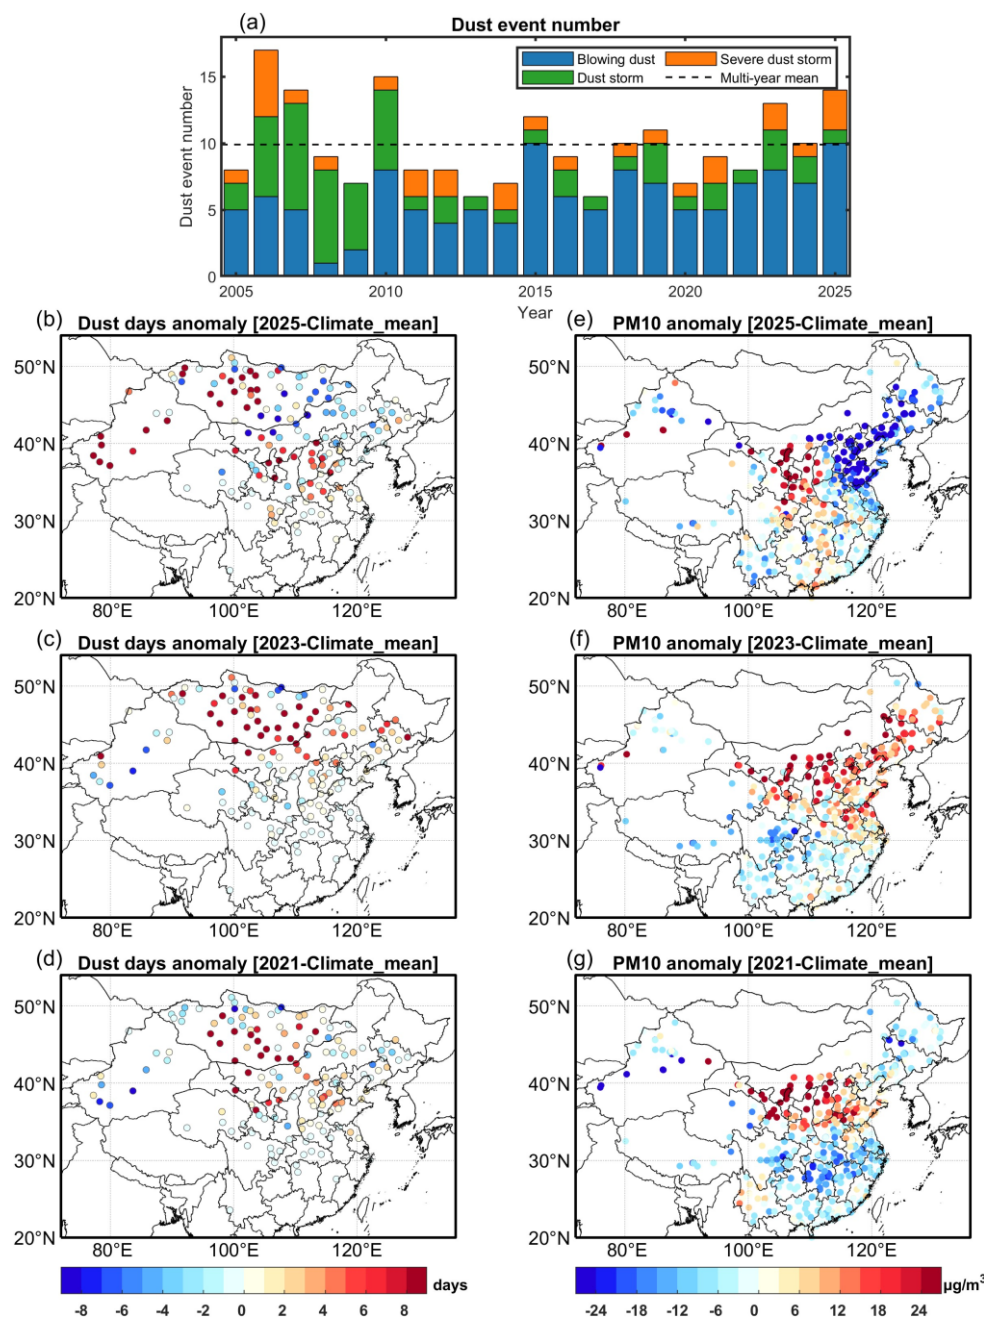 (a) Dust event number
Dust event number
Blowing dust
Severe dust storm
Dust storm
Multi-year mean
15
10
5
0
2005 2010 2015 2020 2025
Year
(b) Dust days anomaly [2025-Climate_mean]
50°N
40°N
30°N
20°N
80°E 100°E 120°E
(e) PM10 anomaly [2025-Climate_mean]
50°N
40°N
30°N
20°N
80°E 100°E 120°E
(c) Dust days anomaly [2023-Climate_mean]
50°N
40°N
30°N
20°N
80°E 100°E 120°E
(f) PM10 anomaly [2023-Climate_mean]
50°N
40°N
30°N
20°N
80°E 100°E 120°E
(d) Dust days anomaly [2021-Climate_mean]
50°N
40°N
30°N
20°N
80°E 100°E 120°E
(g) PM10 anomaly [2021-Climate_mean]
50°N
40°N
30°N
20°N
80°E 100°E 120°E
days
-8 -6 -4 -2 0 2 4 6 8
μg/m³
-24 -18 -12 -6 0 6 12 18 24